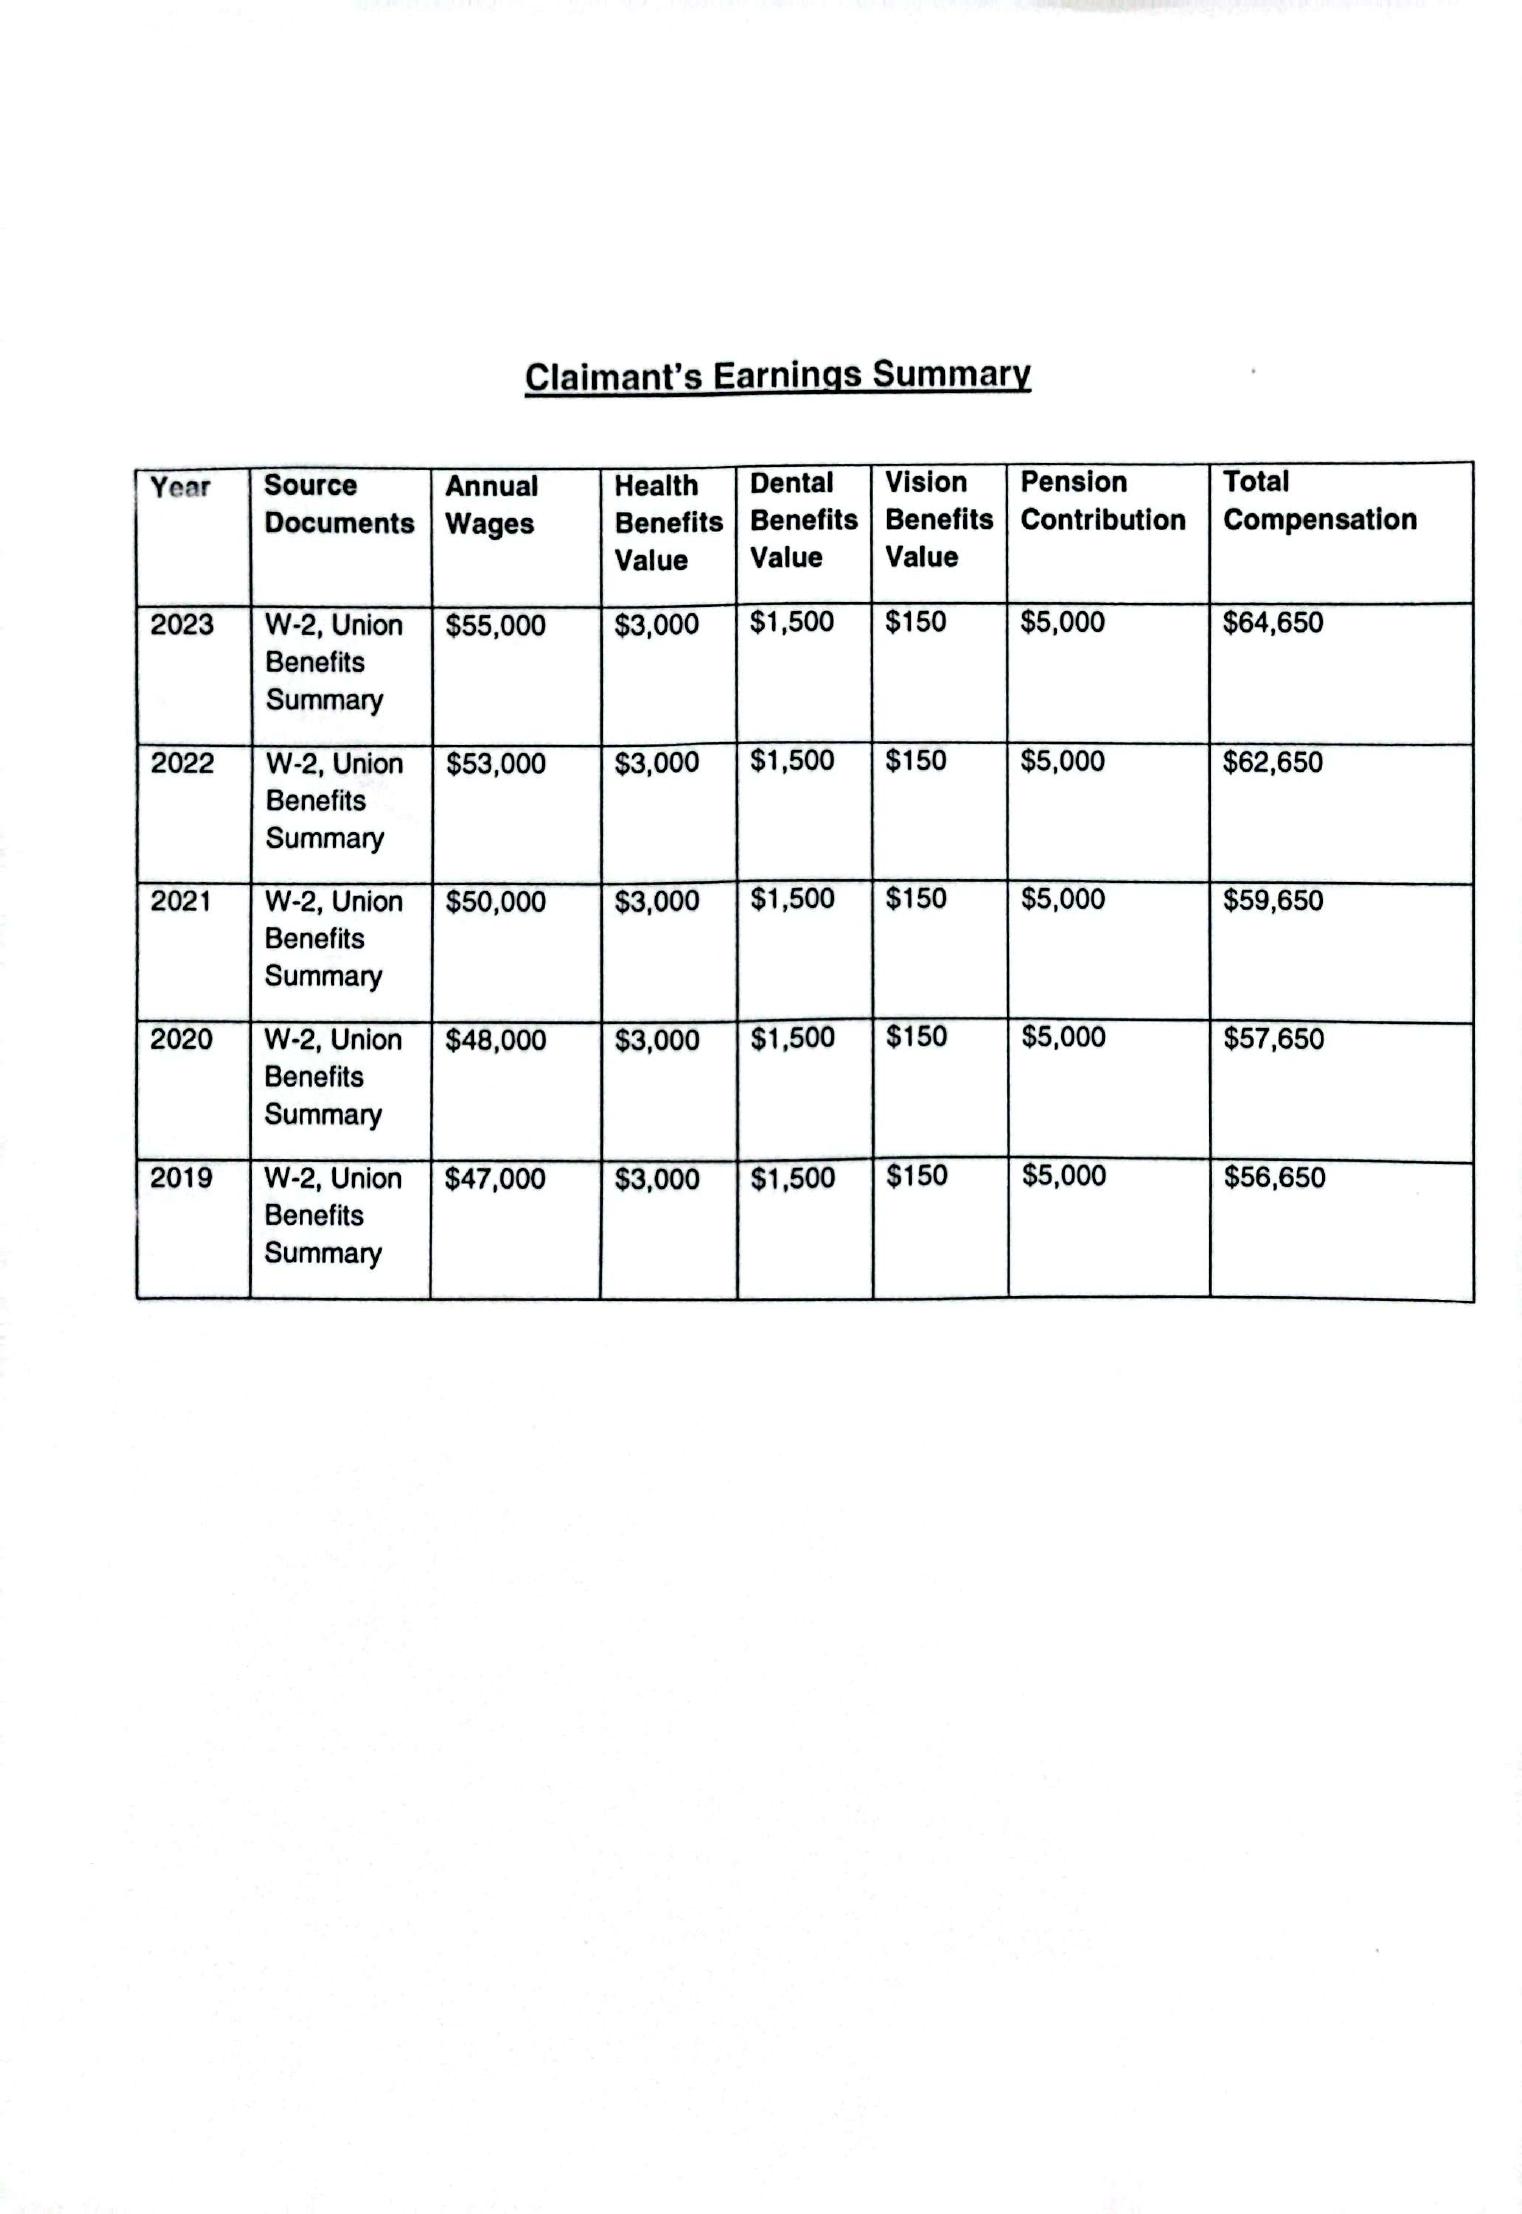 Claimant's Earnings Summary
Year Source Documents Annual Wages Health Benefits Value Dental Benefits Value Vision Benefits Value Pension Contribution Total Compensation
2023 W-2, Union Benefits Summary $55,000 $3,000 $1,500 $150 $5,000 $64,650
2022 W-2, Union Benefits Summary $53,000 $3,000 $1,500 $150 $5,000 $62,650
2021 W-2, Union Benefits Summary $50,000 $3,000 $1,500 $150 $5,000 $59,650
2020 W-2, Union Benefits Summary $48,000 $3,000 $1,500 $150 $5,000 $57,650
2019 W-2, Union Benefits Summary $47,000 $3,000 $1,500 $150 $5,000 $56,650